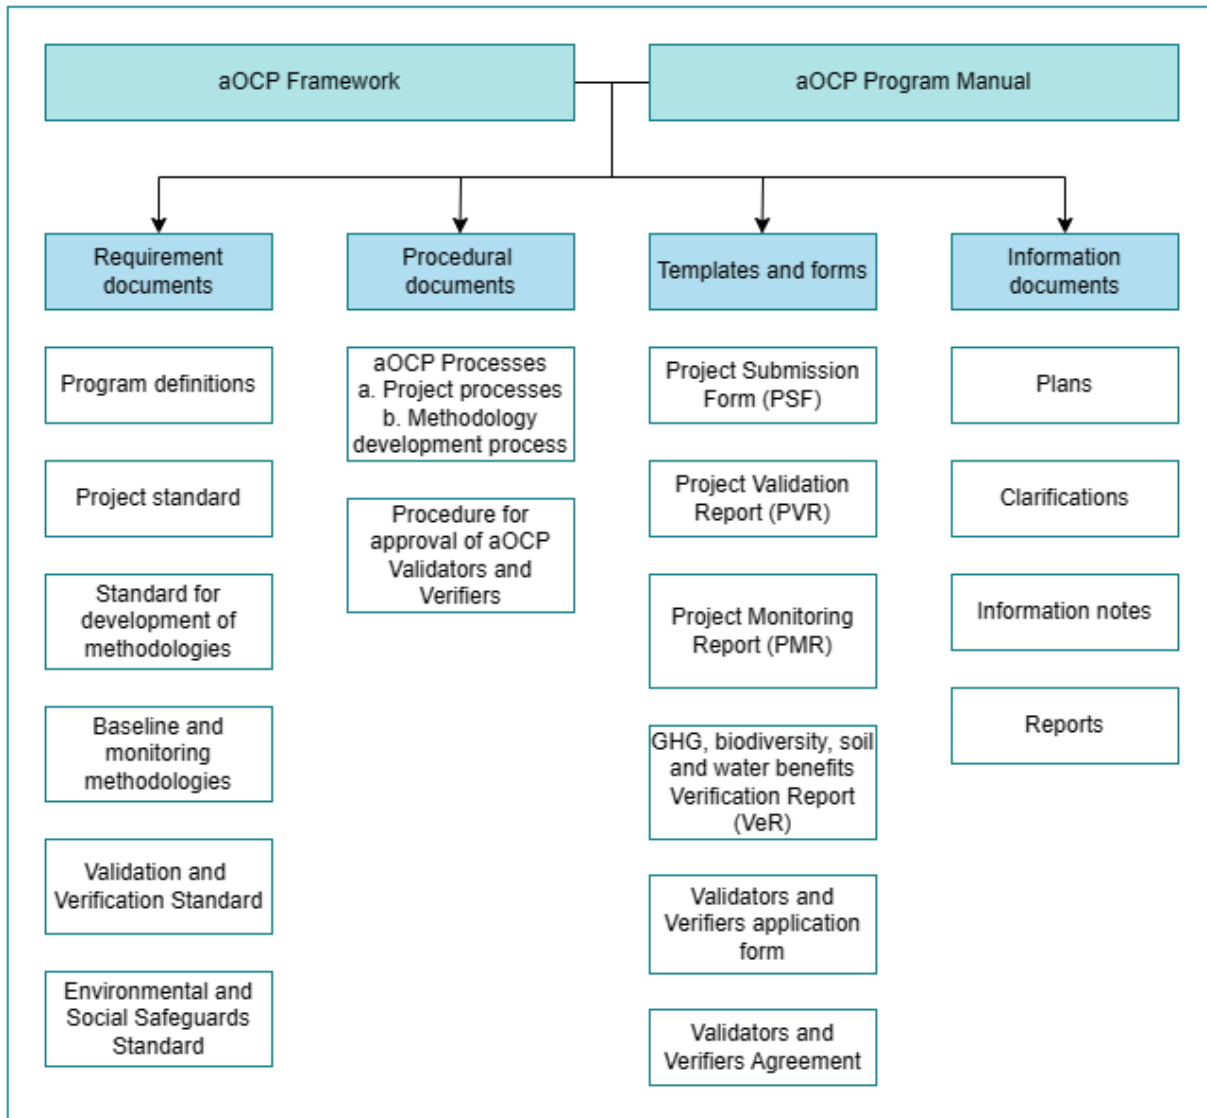 aOCP Framework
aOCP Program Manual
Requirement
documents
Procedural
documents
Templates and forms
Information
documents
Program definitions
Project standard
Standard for
development of
methodologies
Baseline and
monitoring
methodologies
Validation and
Verification Standard
Environmental and
Social Safeguards
Standard
aOCP Processes
a. Project processes
b. Methodology
development process
Procedure for
approval of aOCP
Validators and
Verifiers
Project Submission
Form (PSF)
Project Validation
Report (PVR)
Project Monitoring
Report (PMR)
GHG, biodiversity, soil
and water benefits
Verification Report
(VeR)
Validators and
Verifiers application
form
Validators and
Verifiers Agreement
Plans
Clarifications
Information notes
Reports